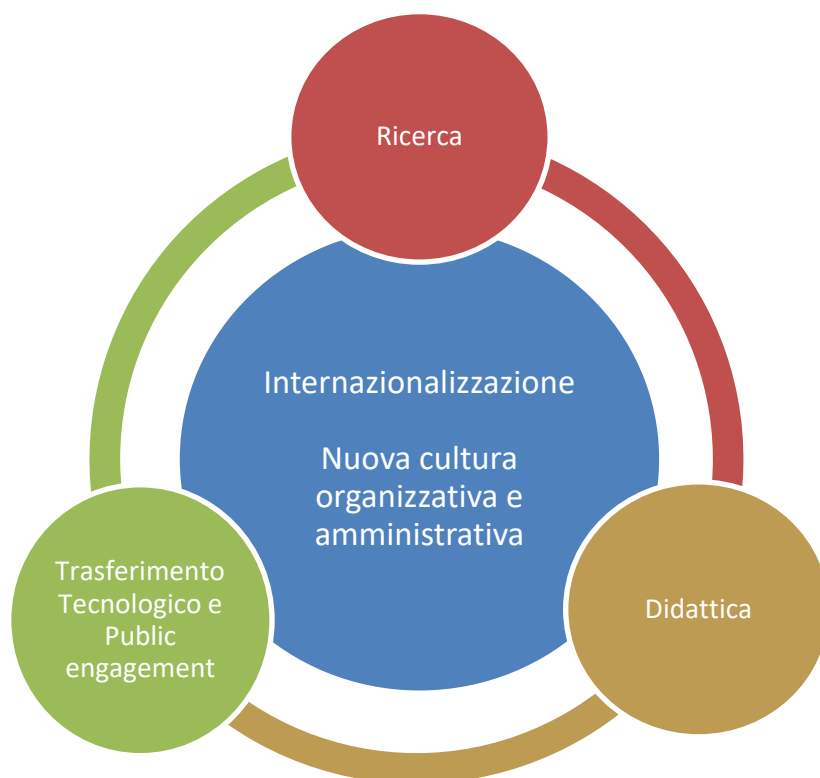 Ricerca
Internazionalizzazione
Nuova cultura
organizzativa e
amministrativa
Trasferimento
Tecnologico e
Public
engagement
Didattica